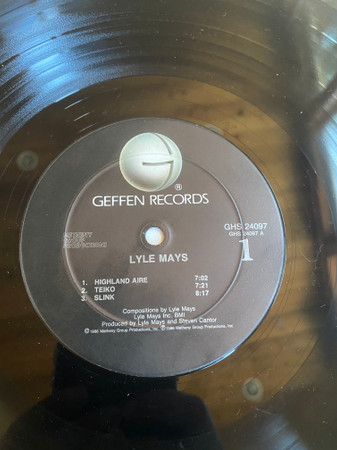 G
®
GEFFEN RECORDS
GHS 24097
GHS 24097 A
1
LYLE MAYS
1. HIGHLAND AIRE 7:02
2. TEIKO 7:21
3. SLINK 8:17
Compositions by Lyle Mays
Lyle Mays Inc. BMI
Produced by Lyle Mays and Steven Cantor